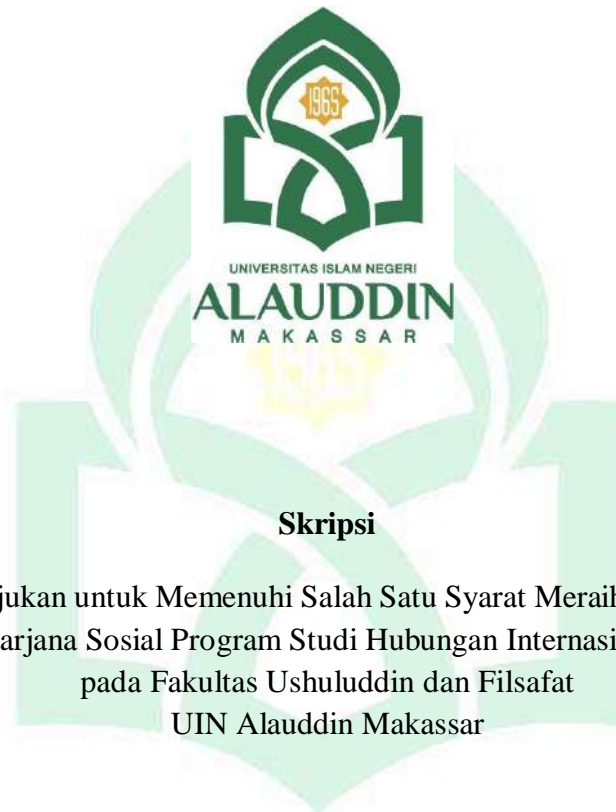 1965
UNIVERSITAS ISLAM NEGERI
ALAUDDIN
MAKASSAR
Skripsi
jukan untuk Memenuhi Salah Satu Syarat Meraih
arjana Sosial Program Studi Hubungan Internasi
pada Fakultas Ushuluddin dan Filsafat
UIN Alauddin Makassar